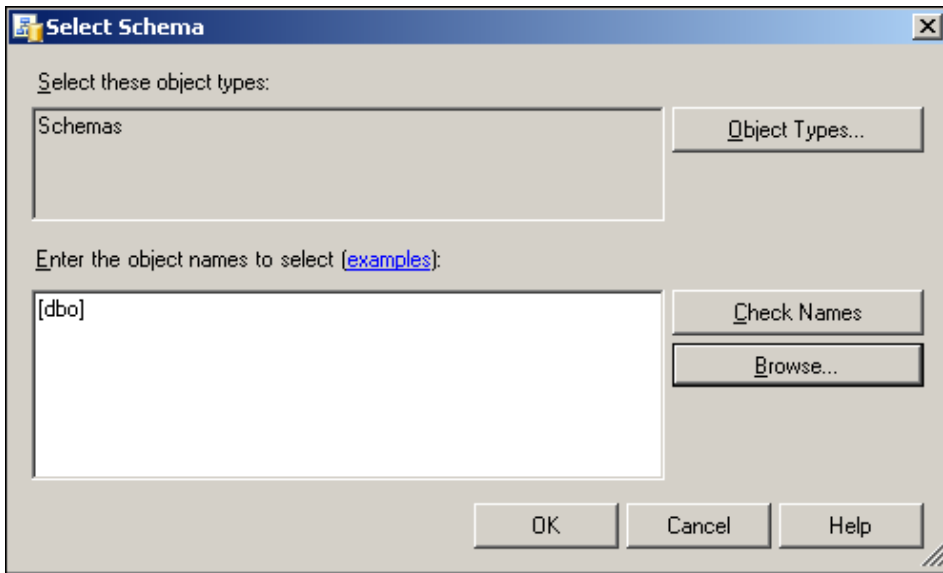 Select Schema
Select these object types:
Schemas
Object Types...
Enter the object names to select (examples):
[dbo]
Check Names
Browse...
OK
Cancel
Help